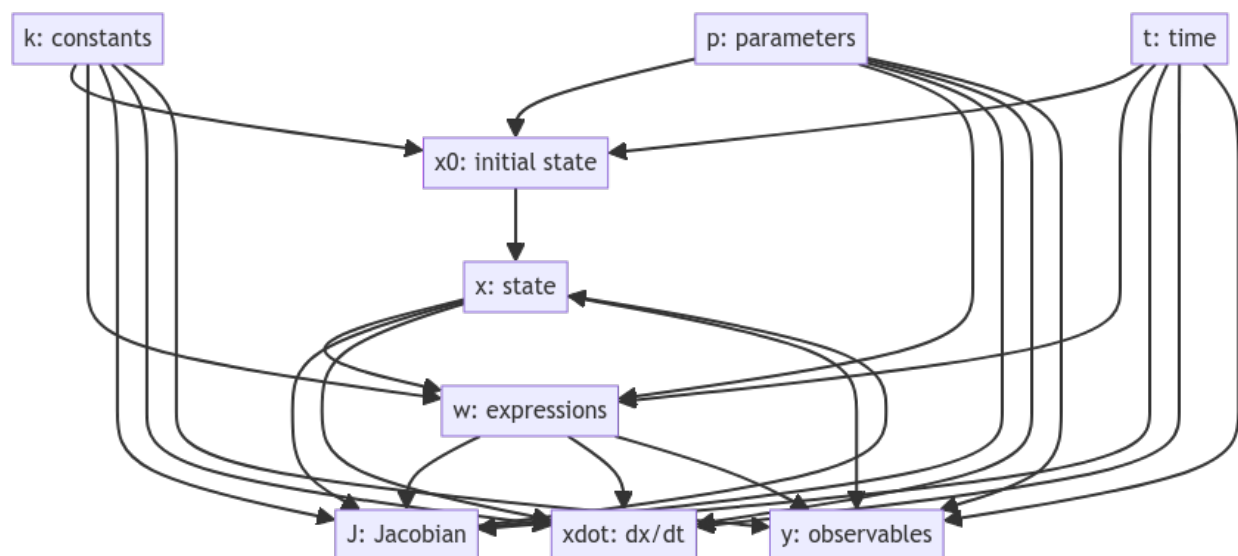 k: constants
p: parameters
t: time
x0: initial state
x: state
w: expressions
J: Jacobian
xdot: dx/dt
y: observables